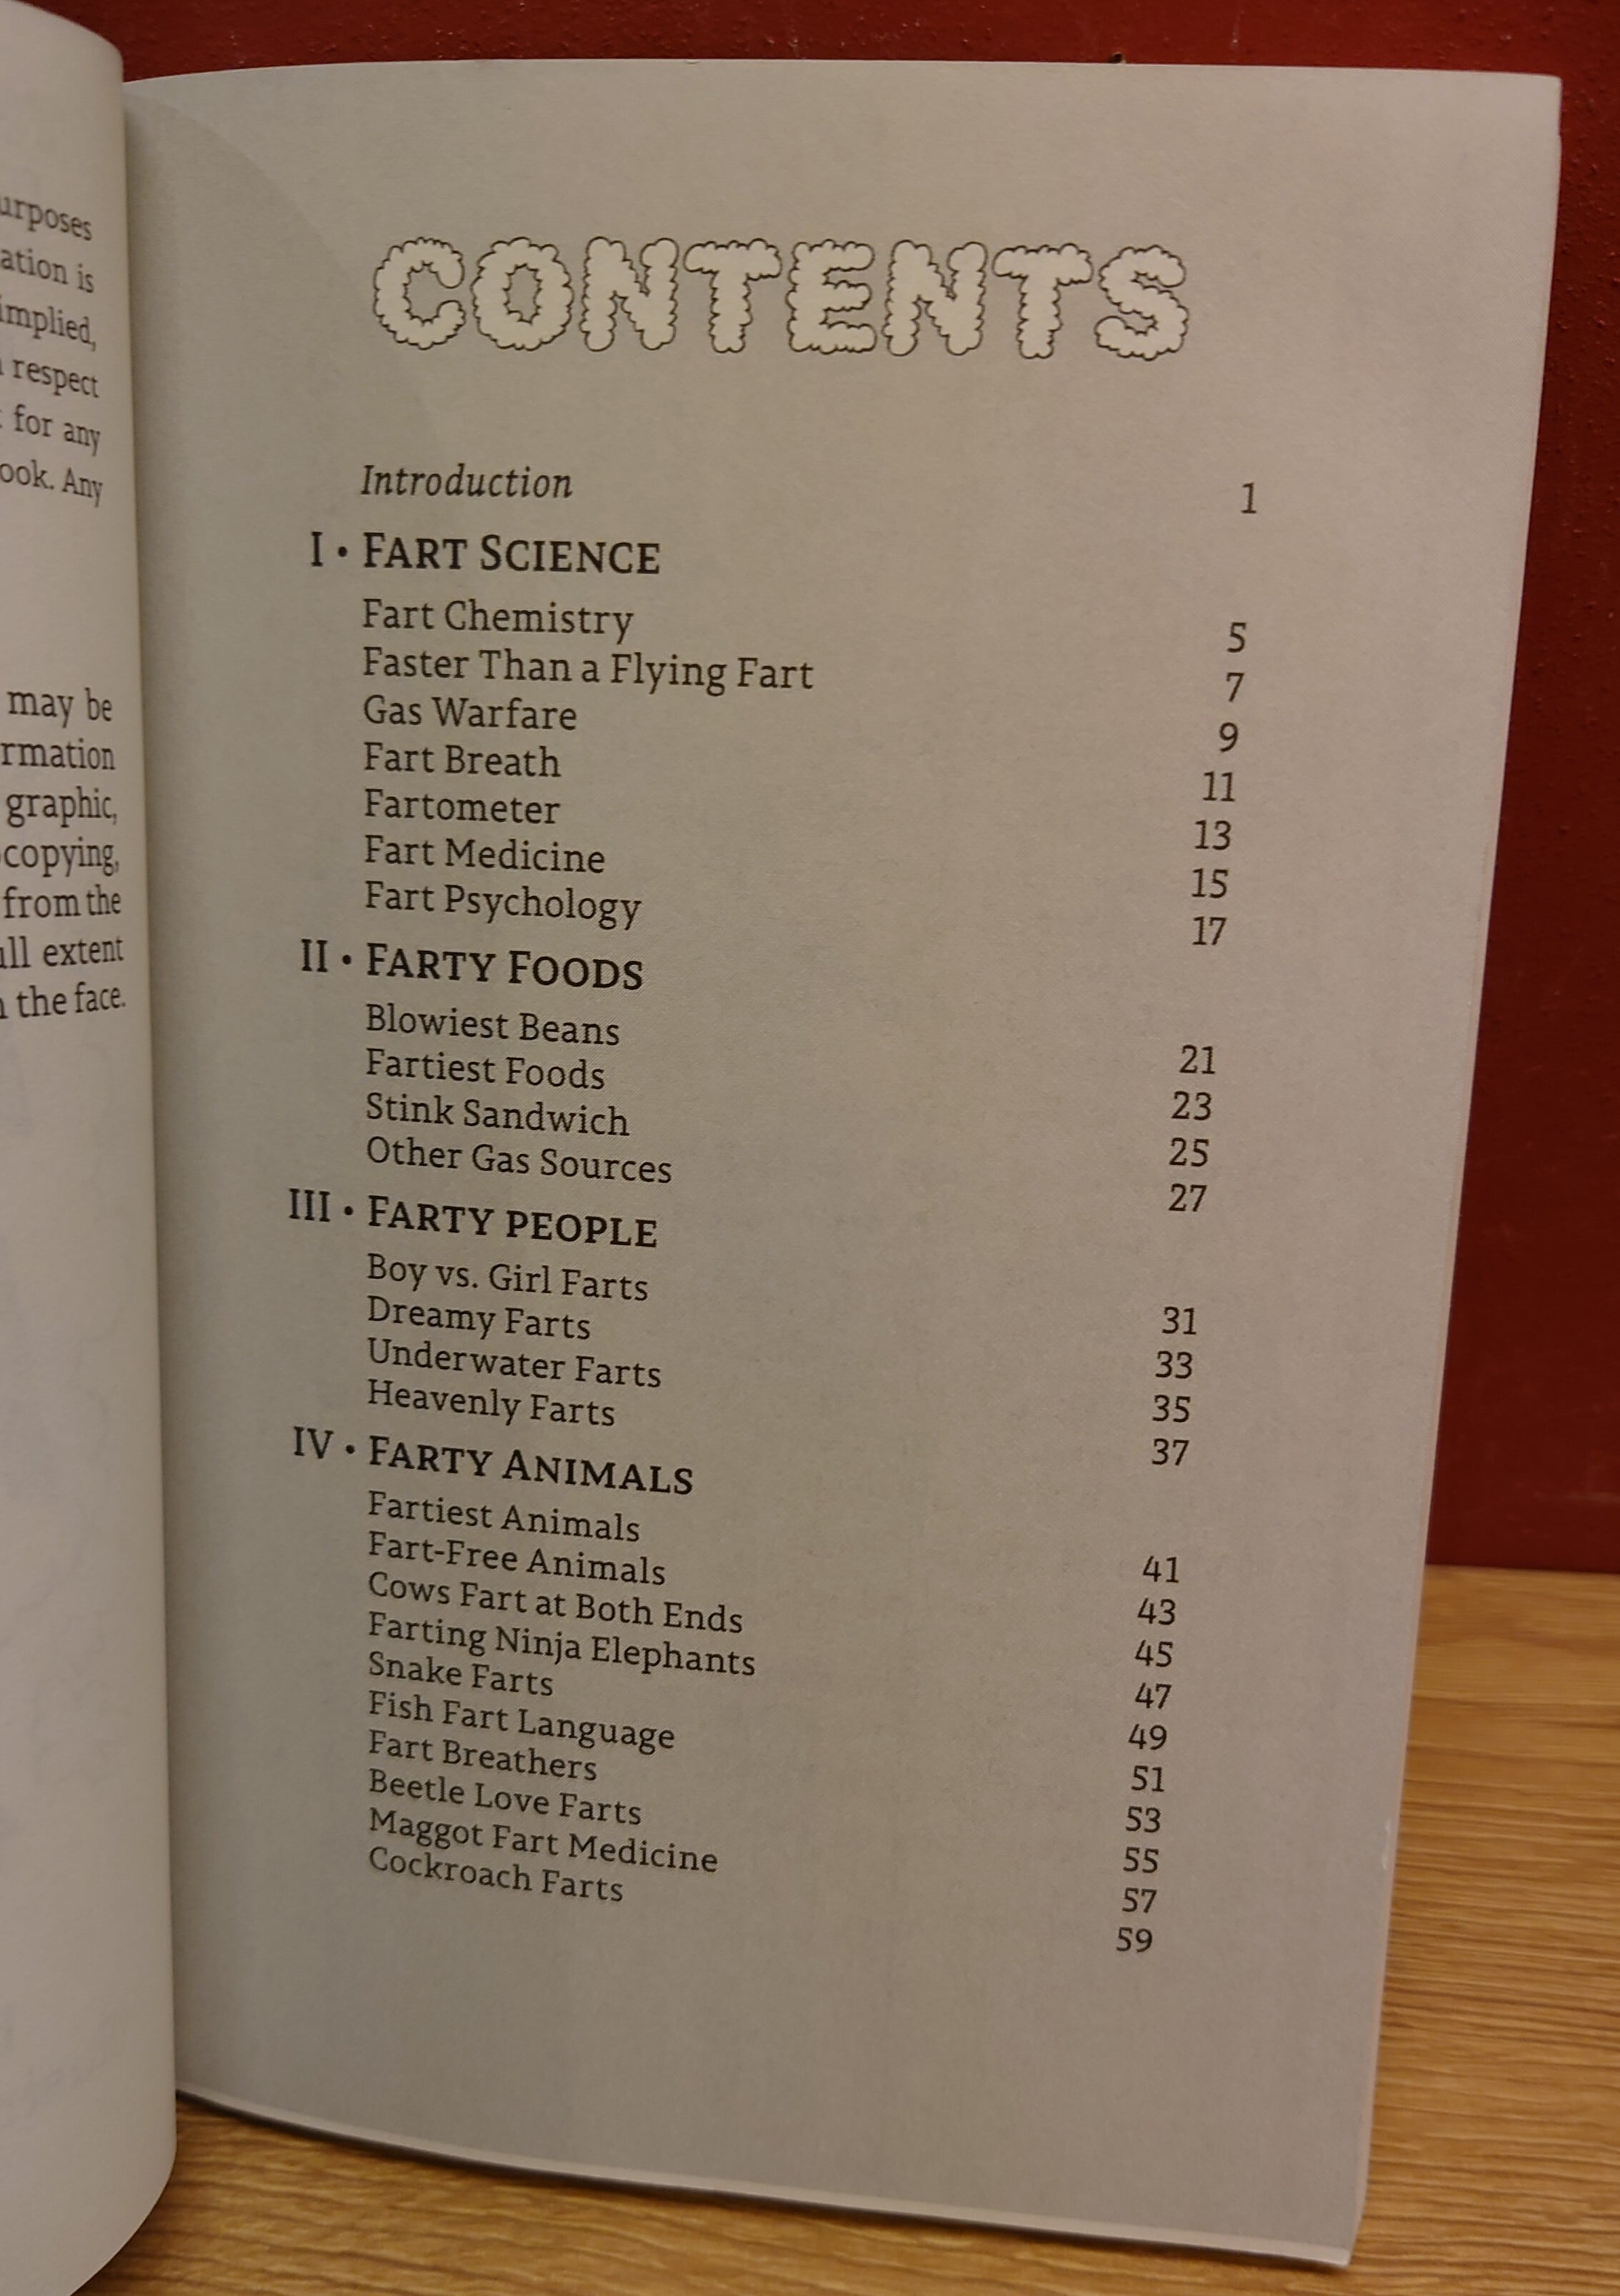 urposes
ation is
implied,
respect
for any
ook. Any
may be
rmation
graphic,
copying,
from the
ull extent
the face.
CONTENTS
Introduction 1
I · FART SCIENCE
Fart Chemistry 5
Faster Than a Flying Fart 7
Gas Warfare 9
Fart Breath 11
Fartometer 13
Fart Medicine 15
Fart Psychology 17
II · FARTY FOODS
Blowiest Beans 21
Fartiest Foods 23
Stink Sandwich 25
Other Gas Sources 27
III · FARTY PEOPLE
Boy vs. Girl Farts 31
Dreamy Farts 33
Underwater Farts 35
Heavenly Farts 37
IV · FARTY ANIMALS
Fartiest Animals 41
Fart-Free Animals 43
Cows Fart at Both Ends 45
Farting Ninja Elephants 47
Snake Farts 49
Fish Fart Language 51
Fart Breathers 53
Beetle Love Farts 55
Maggot Fart Medicine 57
Cockroach Farts 59